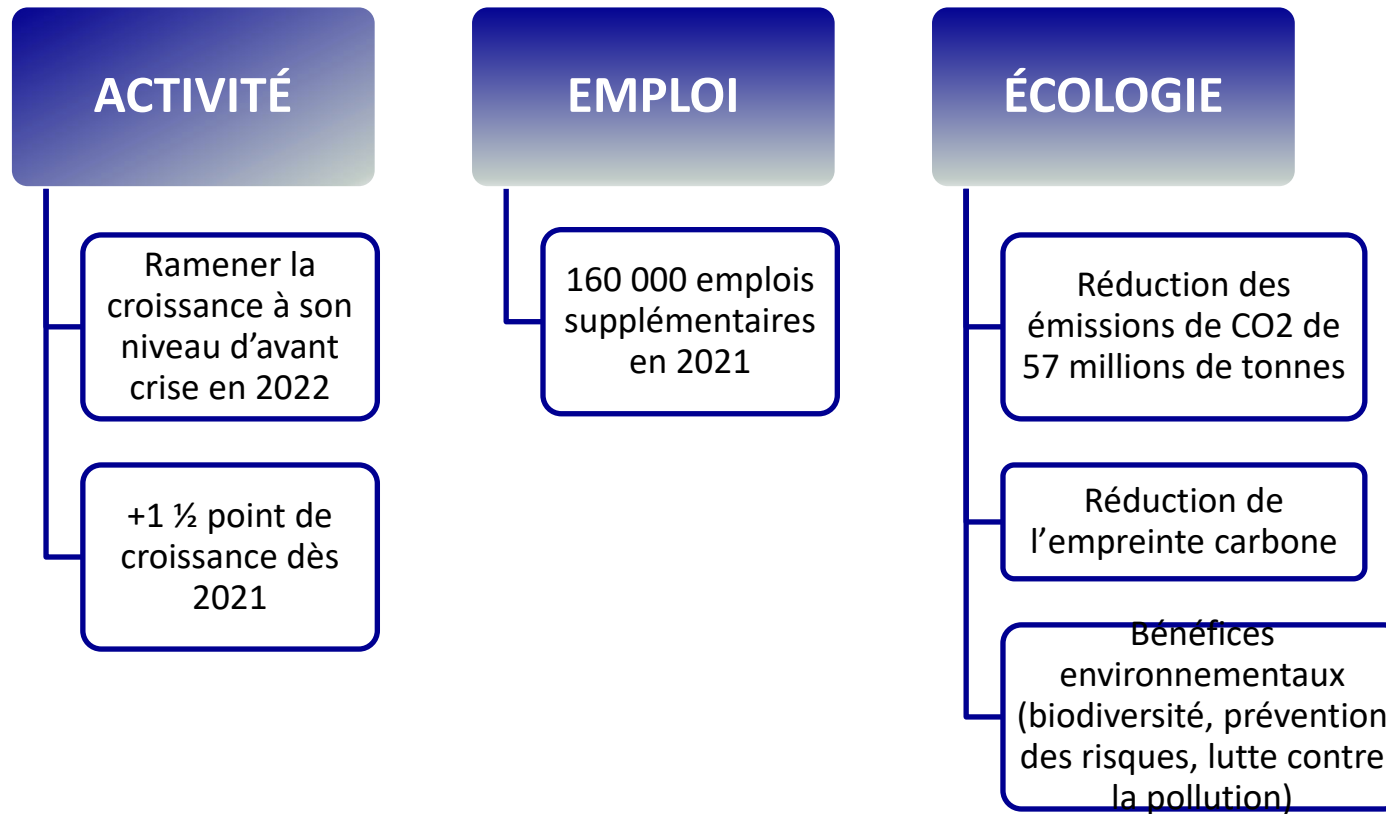 ACTIVITÉ
Ramener la
croissance à son
niveau d’avant
crise en 2022
+1 ½ point de
croissance dès
2021
EMPLOI
160 000 emplois
supplémentaires
en 2021
ÉCOLOGIE
Réduction des
émissions de CO2 de
57 millions de tonnes
Réduction de
l’empreinte carbone
Bénéfices
environnementaux
(biodiversité, prévention
des risques, lutte contre
la pollution)